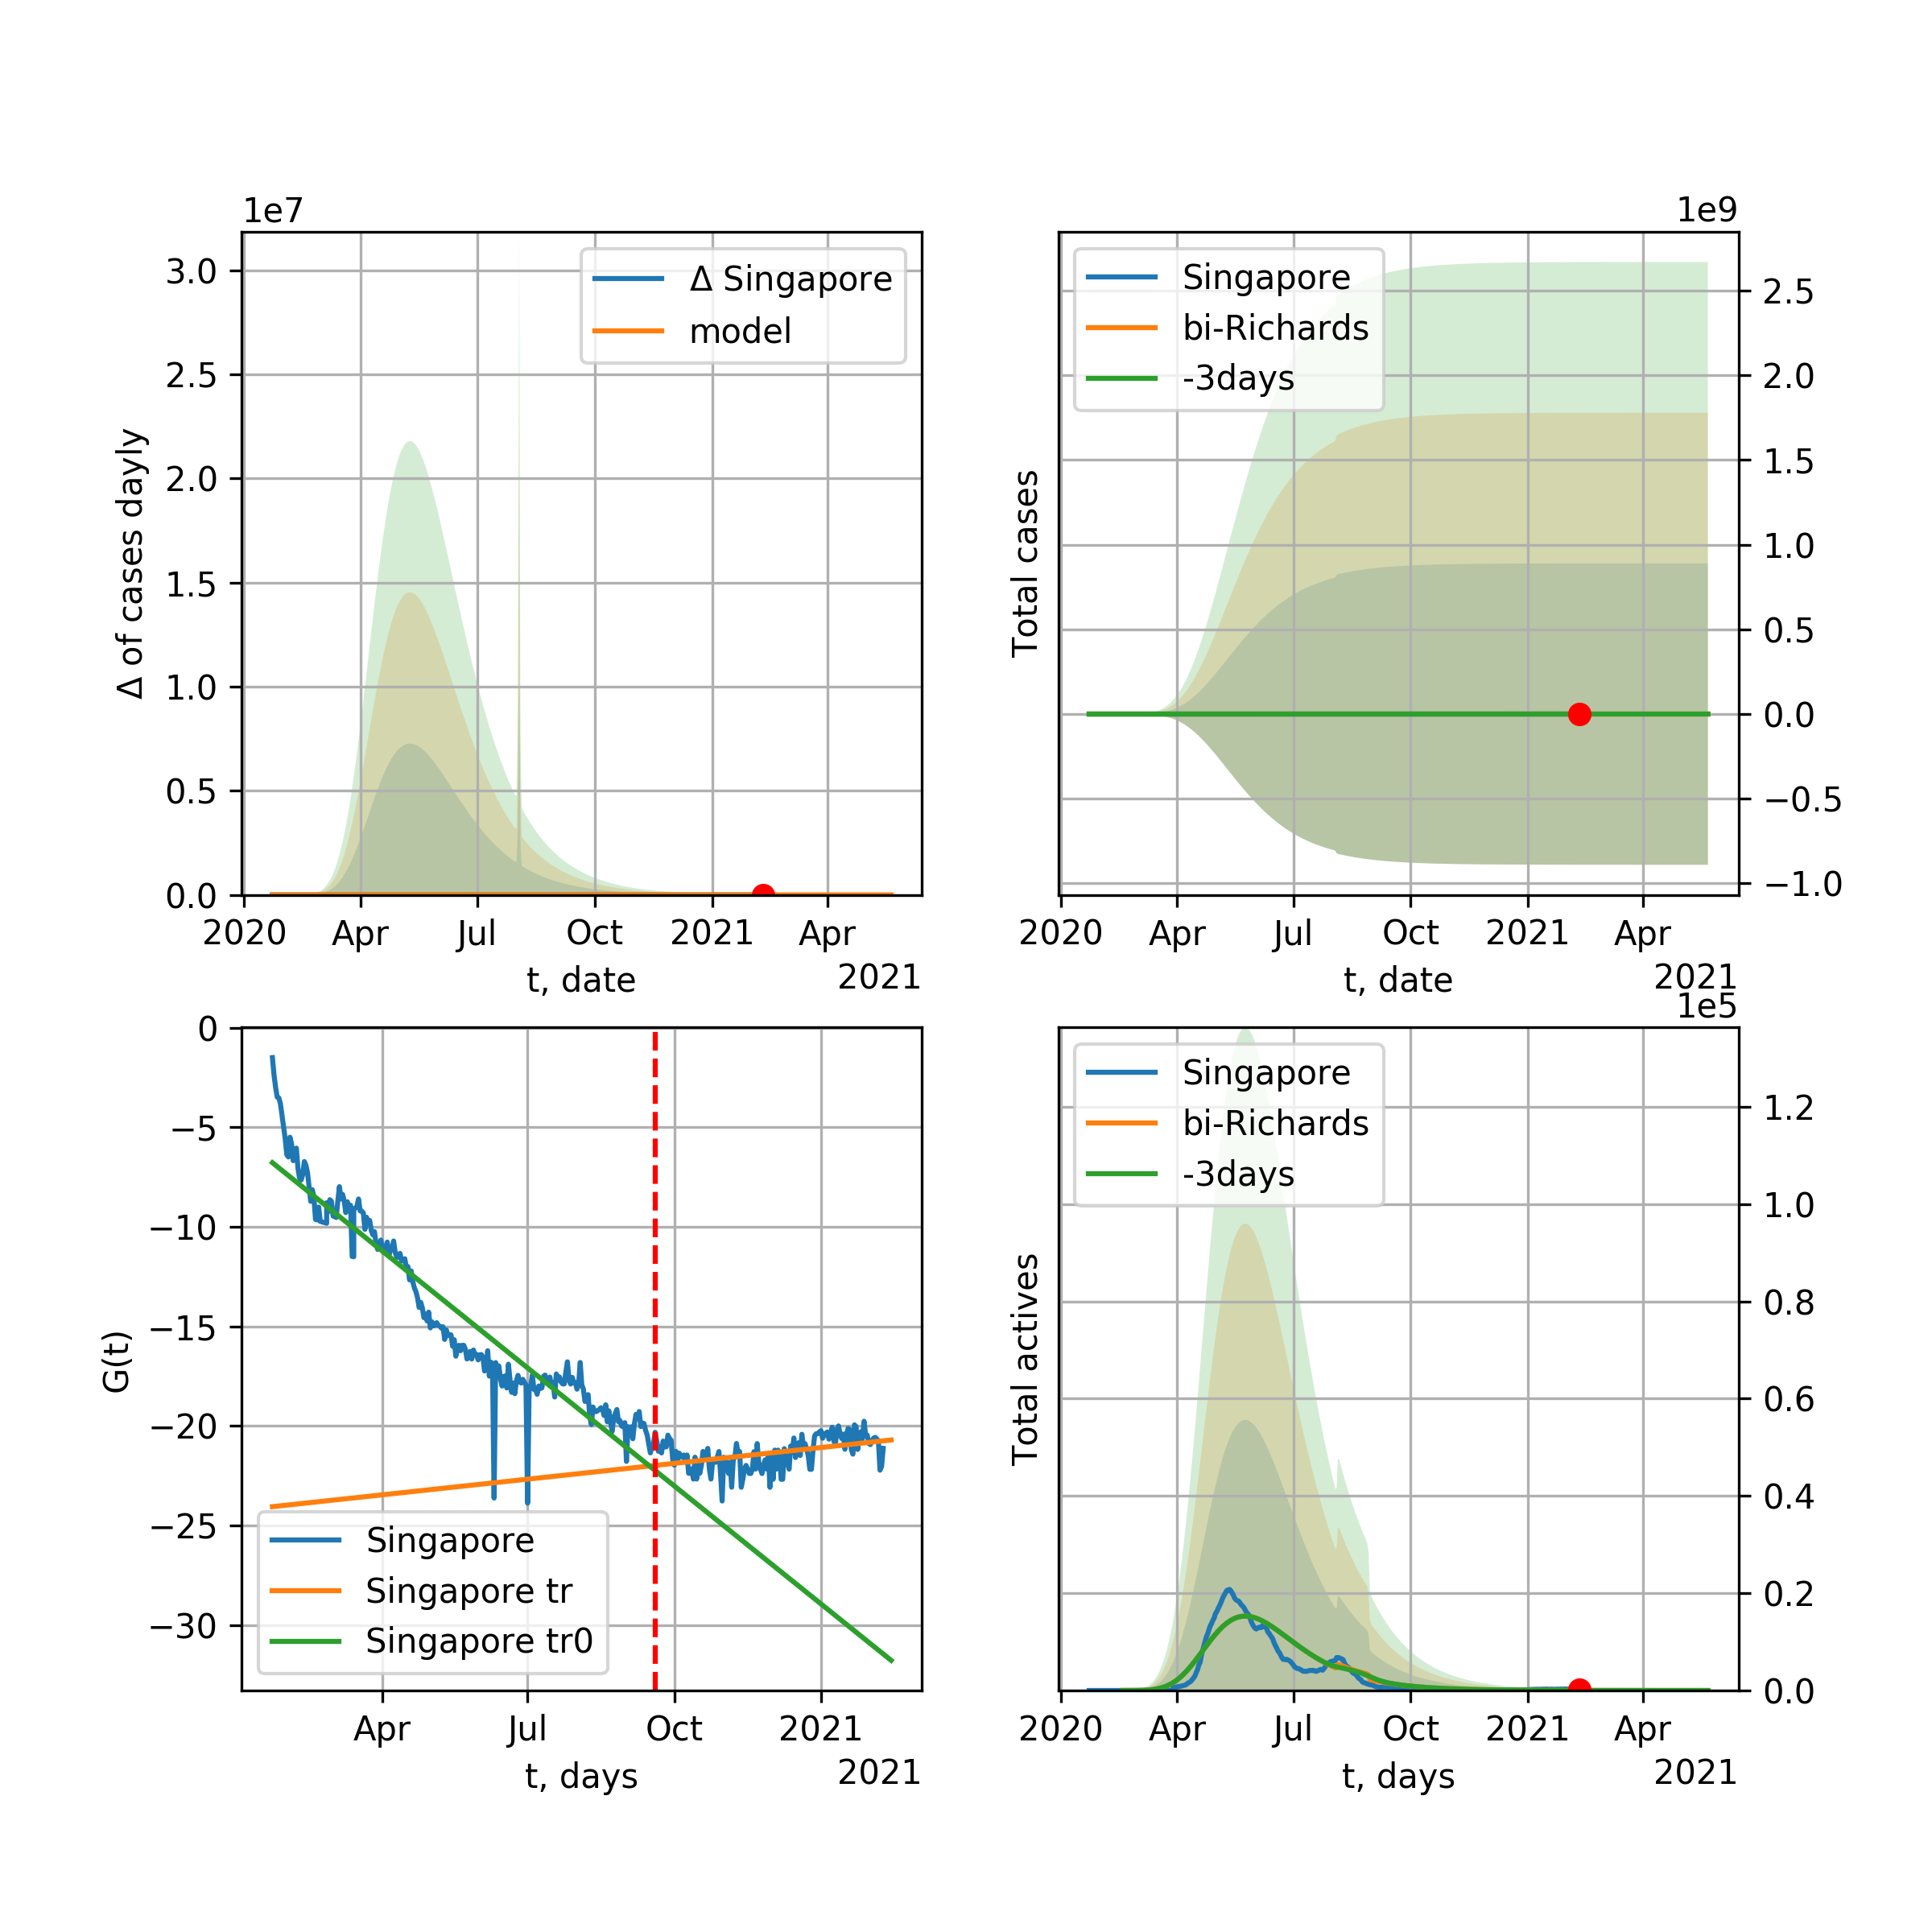 1e7
3.0
2.5
2.0
1.5
1.0
0.5
0.0
Δ of cases dayly
Δ Singapore
model
2020 Apr Jul Oct 2021 Apr
t, date
2021
1e9
2.5
2.0
1.5
1.0
0.5
0.0
−0.5
−1.0
Total cases
Singapore
bi-Richards
-3days
2020 Apr Jul Oct 2021 Apr
t, date
2021
0
−5
−10
−15
−20
−25
−30
G(t)
Singapore
Singapore tr
Singapore tr0
Apr Jul Oct 2021
t, days
2021
1e5
1.2
1.0
0.8
0.6
0.4
0.2
0.0
Total actives
Singapore
bi-Richards
-3days
2020 Apr Jul Oct 2021 Apr
t, days
2021